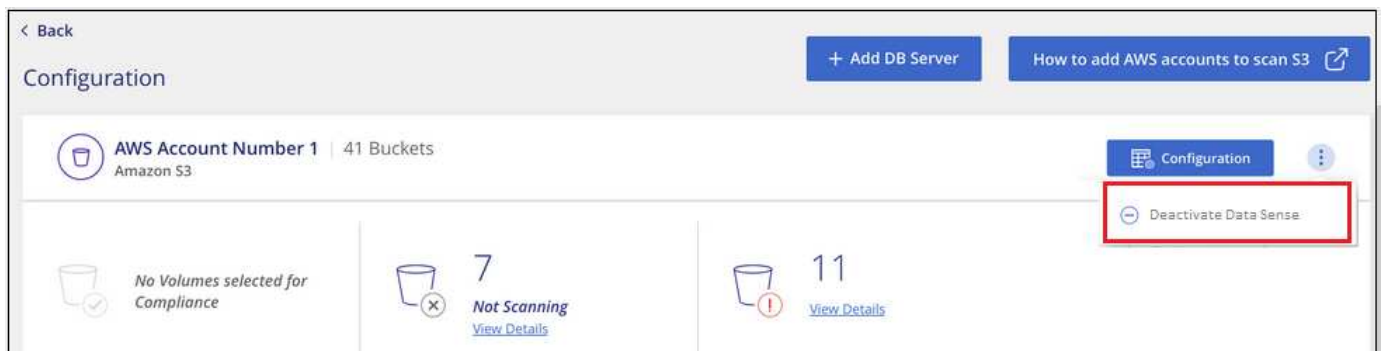 < Back
+ Add DB Server
How to add AWS accounts to scan S3
Configuration
AWS Account Number 1 | 41 Buckets
Amazon S3
Configuration
Deactivate Data Sense
No Volumes selected for
Compliance
7
Not Scanning
View Details
11
View Details